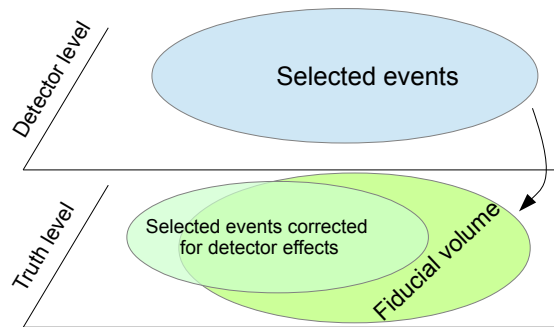 Detector level
Selected events
Truth level
Selected events corrected
for detector effects
Fiducial volume